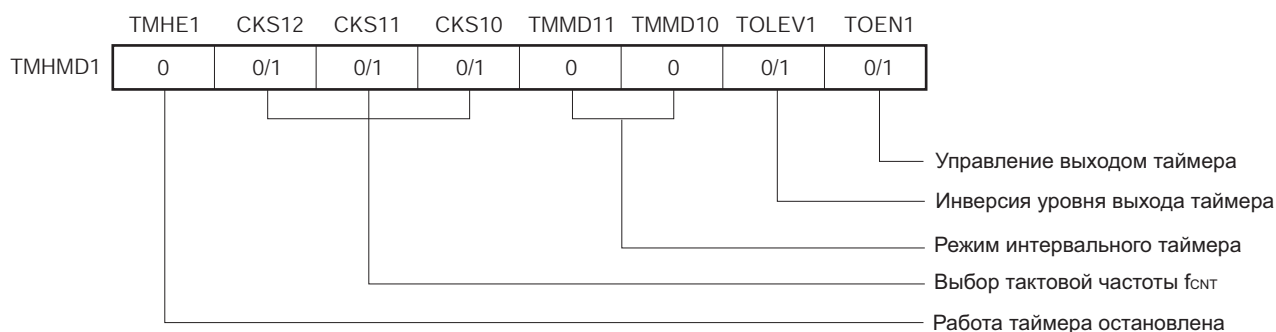 TMHE1 CKS12 CKS11 CKS10 TMMD11 TMMD10 TOLEV1 TOEN1
TMHMD1 0 0/1 0/1 0/1 0 0 0/1 0/1
Управление выходом таймера
Инверсия уровня выхода таймера
Режим интервального таймера
Выбор тактовой частоты fCNT
Работа таймера остановлена